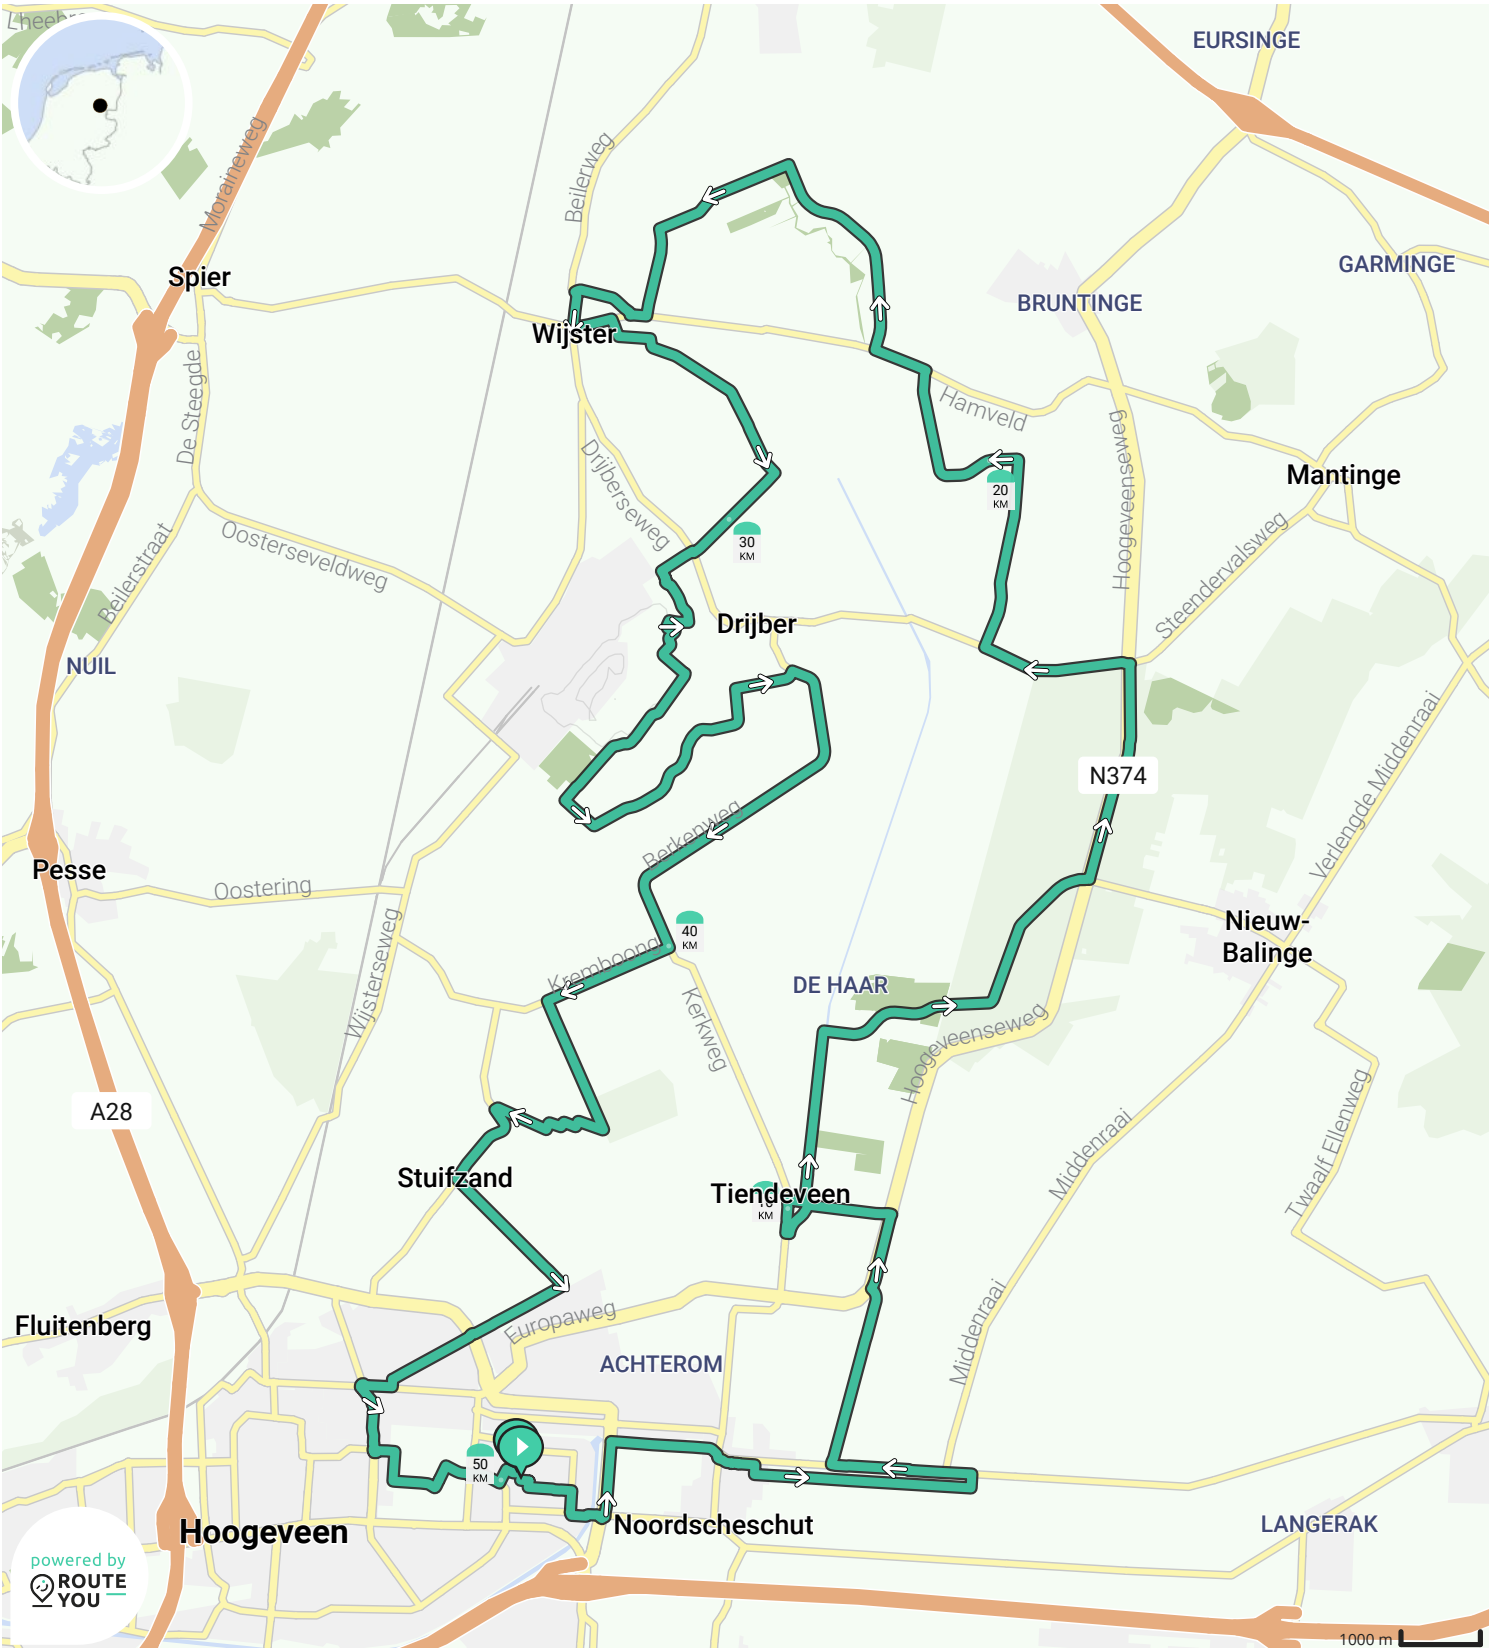 EURSINGE
Moraineweg
Beilerweg
GARMINGE
Spier
BRUNTINGE
Wijster
De Steegde
Hamveld
Hoogeveenseweg
Mantinge
Drijberseweg
20
KM
Oosterseveldweg
Beilerstraat
30
KM
Steendervalsweg
Drijber
NUIL
Verlengde Middenraai
N374
Berkenweg
Pesse
Oostering
Wijsterseweg
40
KM
Nieuw-
Balinge
Kremboong
DE HAAR
Kerkweg
Hoogeveenseweg
A28
Middenraai
Twaalf Ellenweg
Stuifzand
Tiendeveen
KM
Fluitenberg
Europaweg
Middenraai
ACHTEROM
50
KM
Hoogeveen
Noordscheschut
LANGERAK
powered by
ROUTE
YOU
1000 m